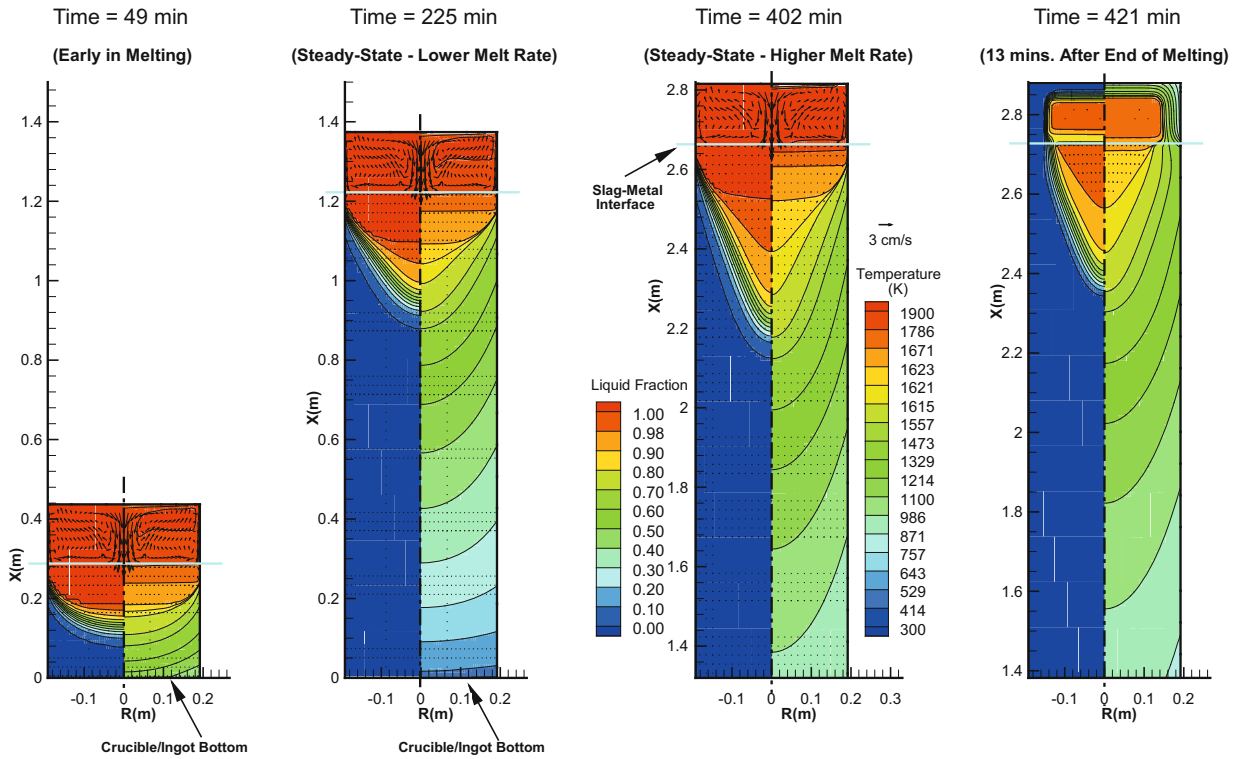 Time = 49 min
(Early in Melting)
1.4
1.2
1
0.8
0.6
0.4
0.2
0
X(m)
-0.1 0 0.1 0.2
R(m)
Crucible/Ingot Bottom
Time = 225 min
(Steady-State - Lower Melt Rate)
1.4
1.2
1
0.8
0.6
0.4
0.2
0
X(m)
-0.1 0 0.1 0.2
R(m)
Crucible/Ingot Bottom
Liquid Fraction
1.00
0.98
0.90
0.80
0.70
0.60
0.50
0.40
0.30
0.20
0.10
0.00
Time = 402 min
(Steady-State - Higher Melt Rate)
Slag-Metal
Interface
2.8
2.6
2.4
2.2
2
1.8
1.6
1.4
X(m)
-0.1 0 0.1 0.2 0.3
R(m)
3 cm/s
Temperature
(K)
1900
1786
1671
1623
1621
1615
1557
1473
1329
1214
1100
986
871
757
643
529
414
300
Time = 421 min
(13 mins. After End of Melting)
2.8
2.6
2.4
2.2
2
1.8
1.6
1.4
X(m)
-0.1 0 0.1 0.2
R(m)